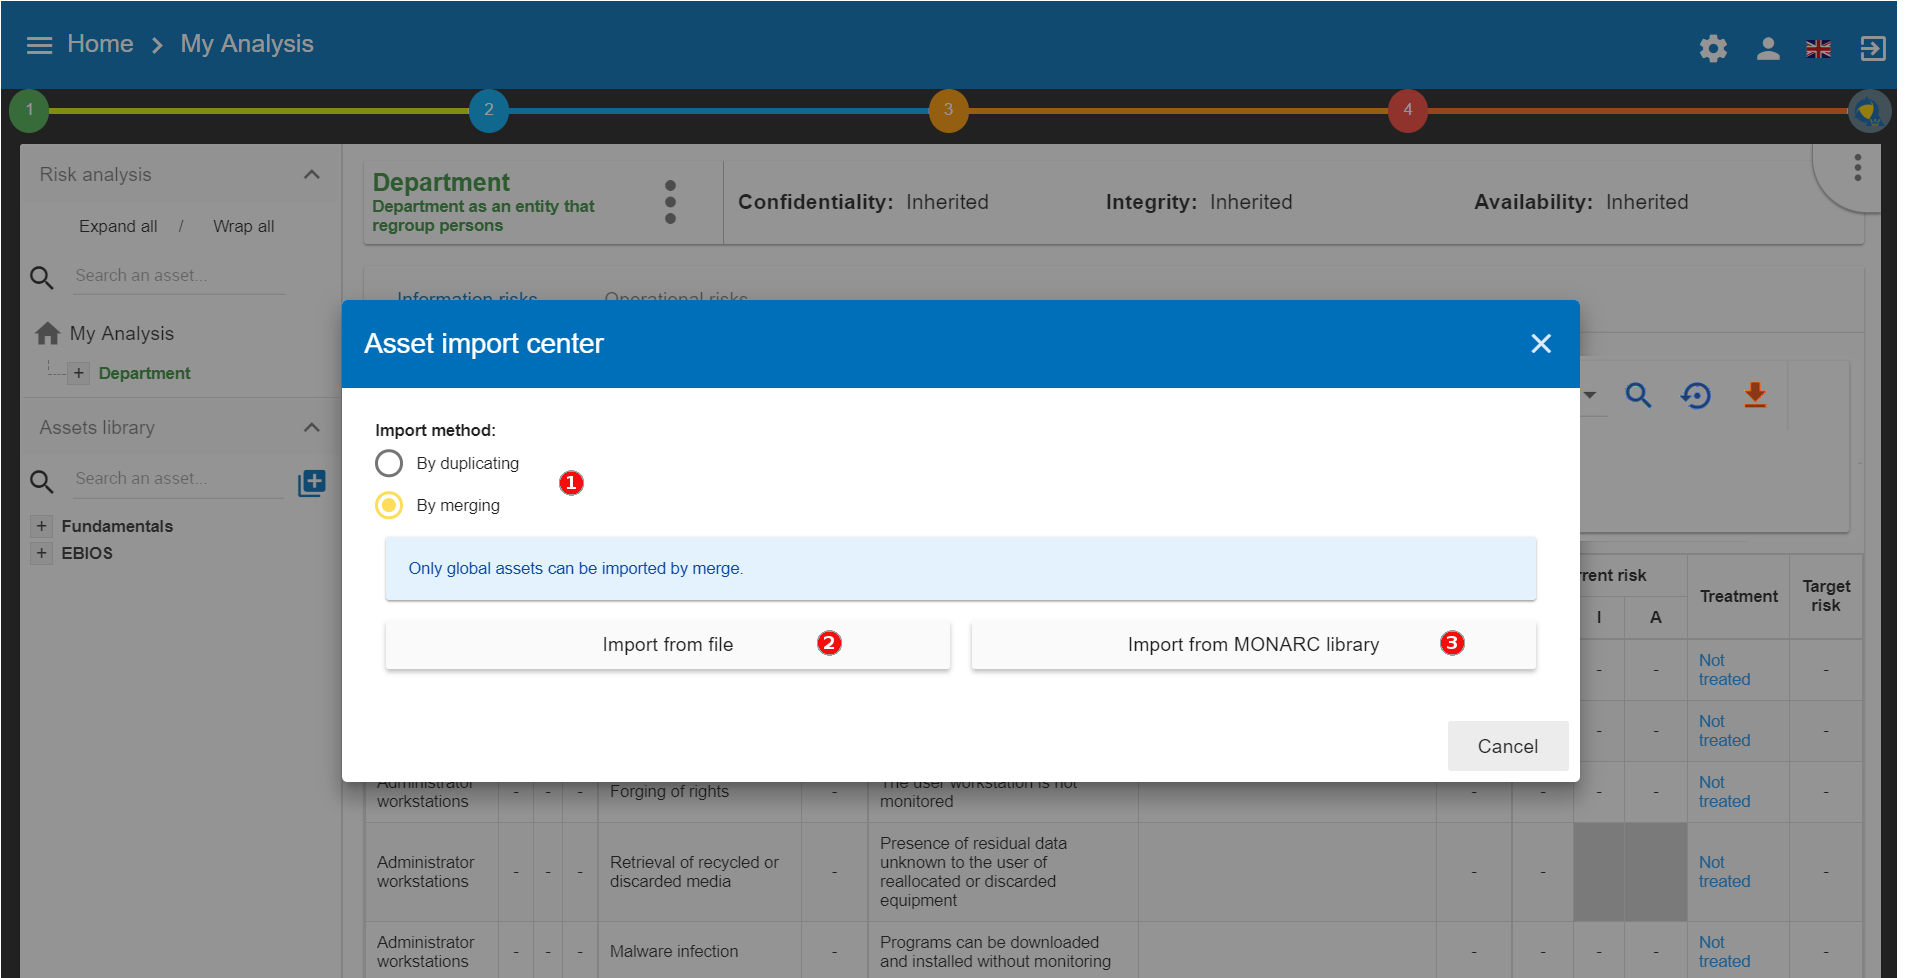 Home > My Analysis
1 2 3 4
Risk analysis
Expand all / Wrap all
Search an asset...
My Analysis
+ Department
Assets library
Search an asset...
+ Fundamentals
+ EBIOS
Department
Department as an entity that
regroup persons
Confidentiality: Inherited
Integrity: Inherited
Availability: Inherited
Information risks
Operational risks
Asset import center
Import method:
By duplicating
1
By merging
Only global assets can be imported by merge.
Import from file 2
Import from MONARC library 3
Cancel
rrent risk
I A
Treatment
Target
risk
- - Not
treated -
- - - Not
treated -
Administrator
workstations - - - Forging of rights - The user workstation is not
monitored - - - - Not
treated -
Administrator
workstations - - - Retrieval of recycled or
discarded media - Presence of residual data
unknown to the user of
reallocated or discarded
equipment - - Not
treated -
Administrator
workstations - - - Malware infection - Programs can be downloaded
and installed without monitoring - - - - Not
treated -